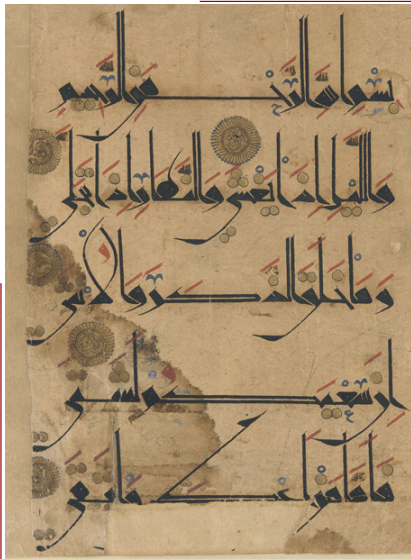 بسم الله الرحمن الرحيم
والليل اذا يغشى والنهار اذا تجلى
وما خلق الذكر والانثى
ان سعيكم لشتى
فاما من اعطى واتقى